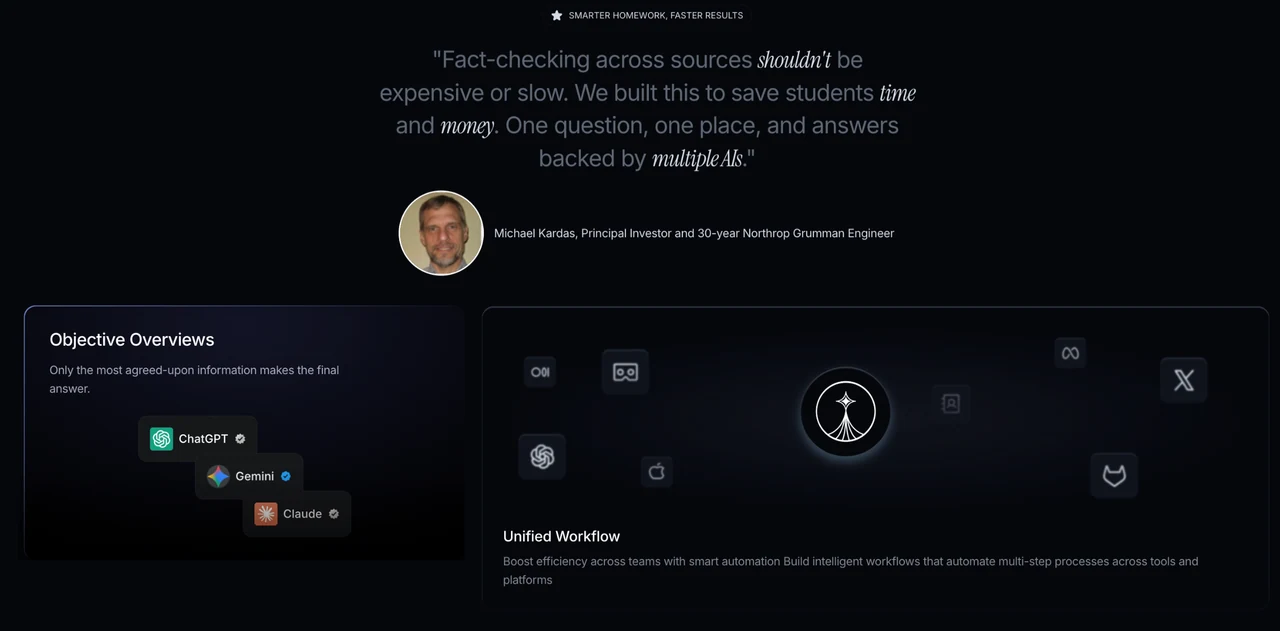 SMARTER HOMEWORK, FASTER RESULTS
"Fact-checking across sources shouldn't be
expensive or slow. We built this to save students time
and money. One question, one place, and answers
backed by multiple AIs."
Michael Kardas, Principal Investor and 30-year Northrop Grumman Engineer
Objective Overviews
Only the most agreed-upon information makes the final
answer.
ChatGPT
Gemini
Claude
Unified Workflow
Boost efficiency across teams with smart automation Build intelligent workflows that automate multi-step processes across tools and
platforms